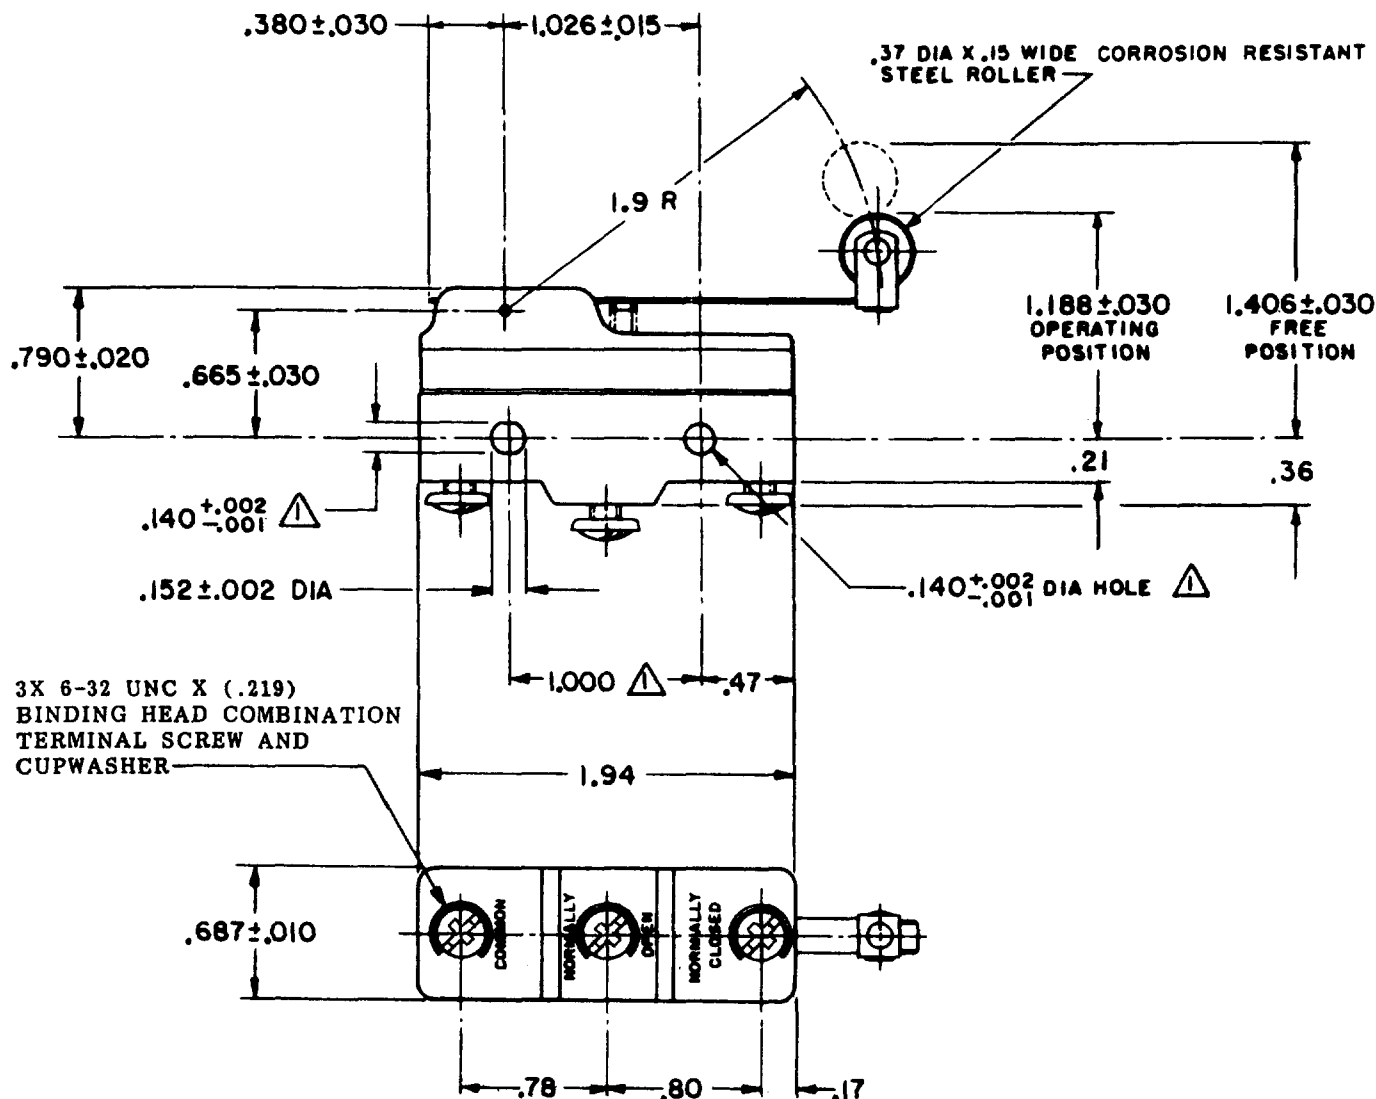 .380±.030
1.026±.015
.37 DIA X .15 WIDE CORROSION RESISTANT
STEEL ROLLER
1.9 R
1.188±.030
OPERATING
POSITION
1.406±.030
FREE
POSITION
.790±.020
.665±.030
.21
.36
.140 +.002 -.001 1
.152±.002 DIA
.140 +.002 -.001 DIA HOLE 1
1.000 1
.47
3X 6-32 UNC X (.219)
BINDING HEAD COMBINATION
TERMINAL SCREW AND
CUPWASHER
1.94
.687±.010
COMMON
NORMALLY
OPEN
NORMALLY
CLOSED
.78
.80
.17